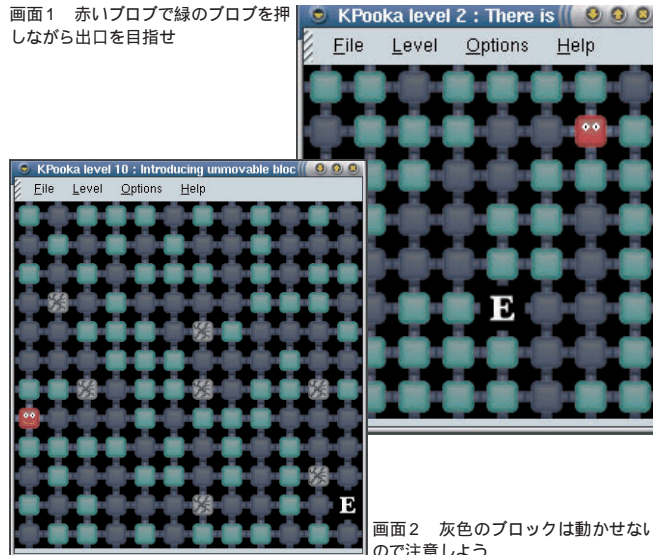 画面1　赤いブロブで緑のブロブを押
しながら出口を目指せ
KPooka level 2 : There is
File Level Options Help
E
KPooka level 10 : Introducing unmovable bloc
File Level Options Help
E
画面2　灰色のブロックは動かせない
ので注意しよう